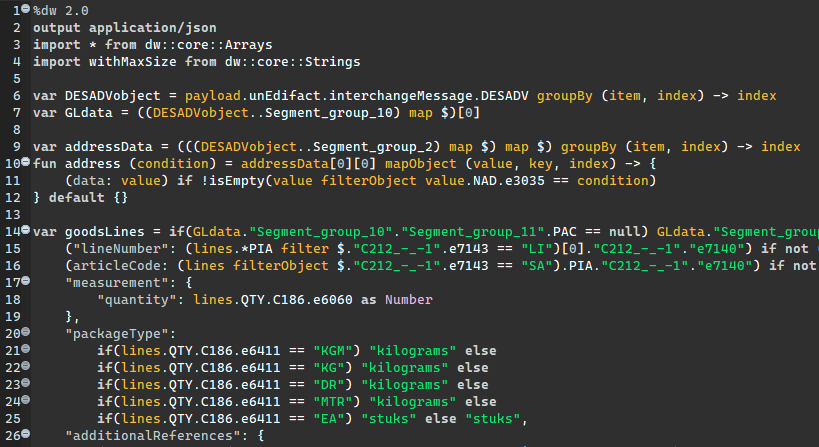 1 %dw 2.0
2 output application/json
3 import * from dw::core::Arrays
4 import withMaxSize from dw::core::Strings
5
6 var DESADVobject = payload.unEdifact.interchangeMessage.DESADV groupBy (item, index) -> index
7 var GLdata = ((DESADVobject..Segment_group_10) map $)[0]
8
9 var addressData = (((DESADVobject..Segment_group_2) map $) map $) groupBy (item, index) -> index
10 fun address (condition) = addressData[0][0] mapObject (value, key, index) -> {
11 (data: value) if !isEmpty(value filterObject value.NAD.e3035 == condition)
12 } default {}
13
14 var goodsLines = if(GLdata."Segment_group_10"."Segment_group_11".PAC == null) GLdata."Segment_group
15 ("lineNumber": (lines.*PIA filter $."C212_-_-1".e7143 == "LI")[0]."C212_-_-1"."e7140") if not
16 (articleCode: (lines filterObject $."C212_-_-1".e7143 == "SA").PIA."C212_-_-1"."e7140") if not
17 "measurement": {
18 "quantity": lines.QTY.C186.e6060 as Number
19 },
20 "packageType":
21 if(lines.QTY.C186.e6411 == "KGM") "kilograms" else
22 if(lines.QTY.C186.e6411 == "KG") "kilograms" else
23 if(lines.QTY.C186.e6411 == "DR") "kilograms" else
24 if(lines.QTY.C186.e6411 == "MTR") "kilograms" else
25 if(lines.QTY.C186.e6411 == "EA") "stuks" else "stuks",
26 "additionalReferences": {